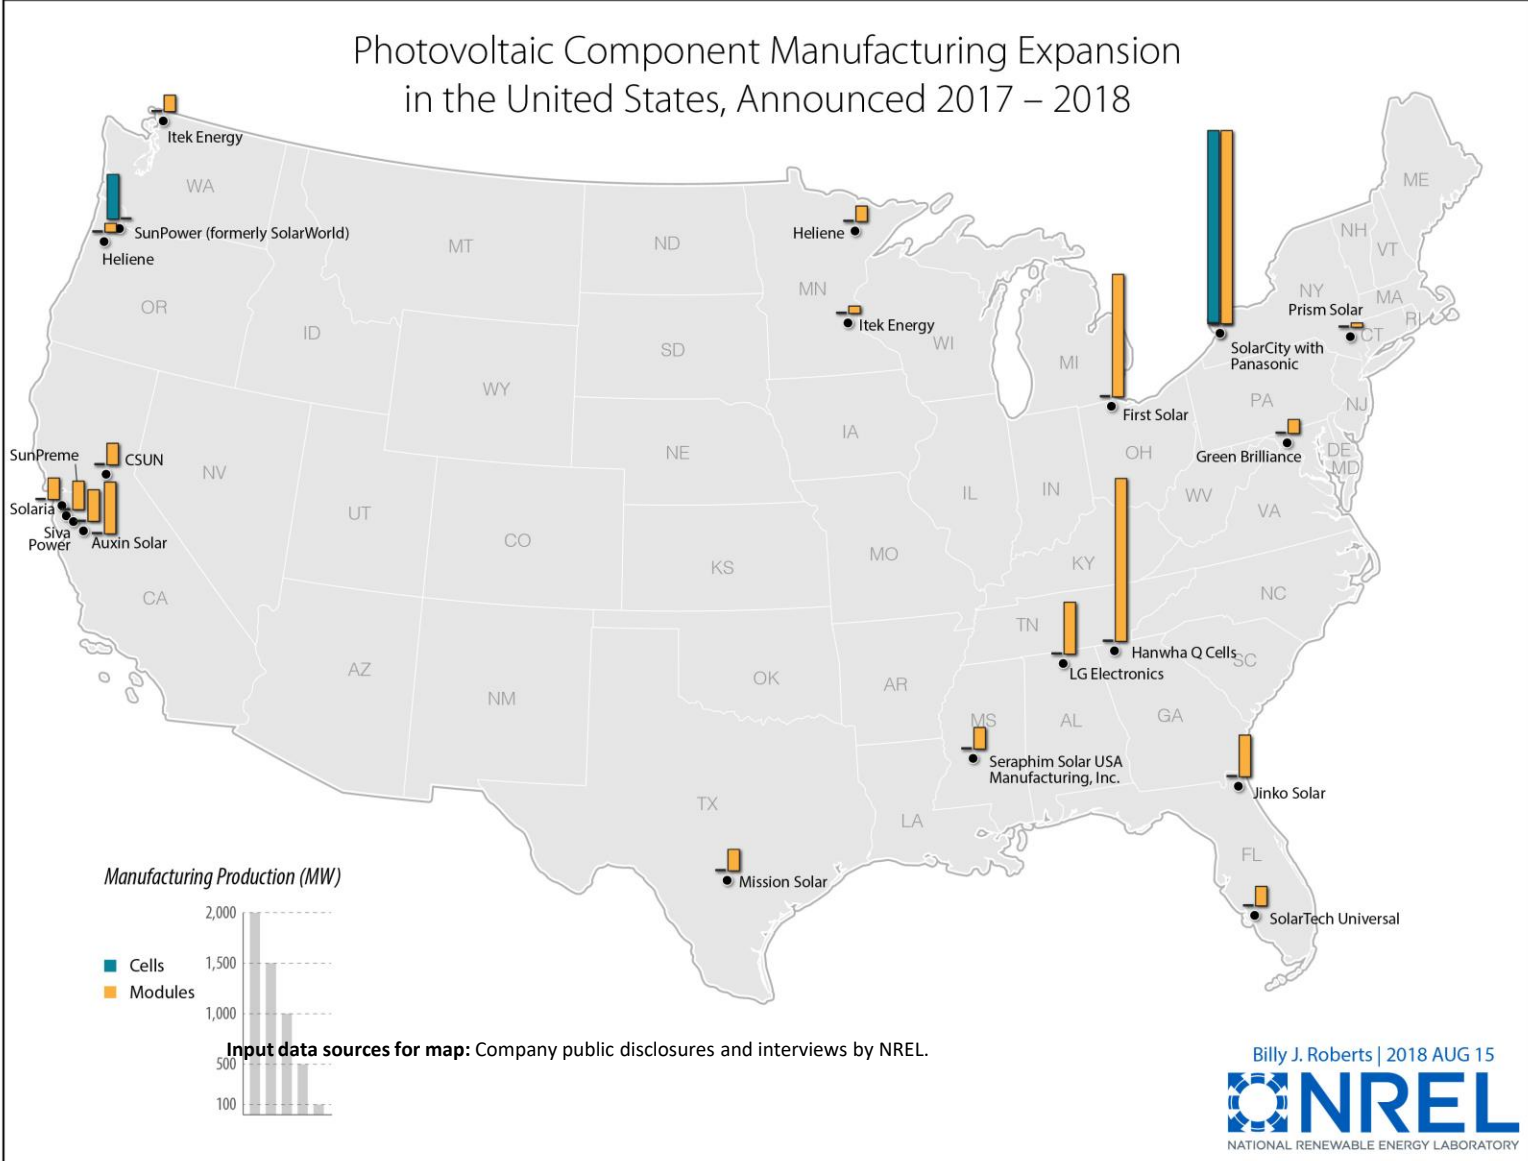 Photovoltaic Component Manufacturing Expansion
in the United States, Announced 2017 – 2018
Itek Energy
WA
SunPower (formerly SolarWorld)
Heliene
OR
MT
ID
ND
Heliene
MN
Itek Energy
WI
SD
WY
MI
ME
NH
VT
NY
MA
Prism Solar
RI
CT
SolarCity with
Panasonic
First Solar
PA
NJ
Green Brilliance
DE
MD
OH
IA
NE
IL
IN
WV
VA
SunPreme
CSUN
NV
Solaria
Siva
Power
Auxin Solar
UT
CO
KS
MO
KY
CA
NC
TN
Hanwha Q Cells
SC
LG Electronics
AZ
NM
OK
AR
MS
AL
GA
Seraphim Solar USA
Manufacturing, Inc.
Jinko Solar
TX
LA
FL
Mission Solar
SolarTech Universal
Manufacturing Production (MW)
2,000
1,500
1,000
500
100
Cells
Modules
Input data sources for map: Company public disclosures and interviews by NREL.
Billy J. Roberts | 2018 AUG 15
NREL
NATIONAL RENEWABLE ENERGY LABORATORY